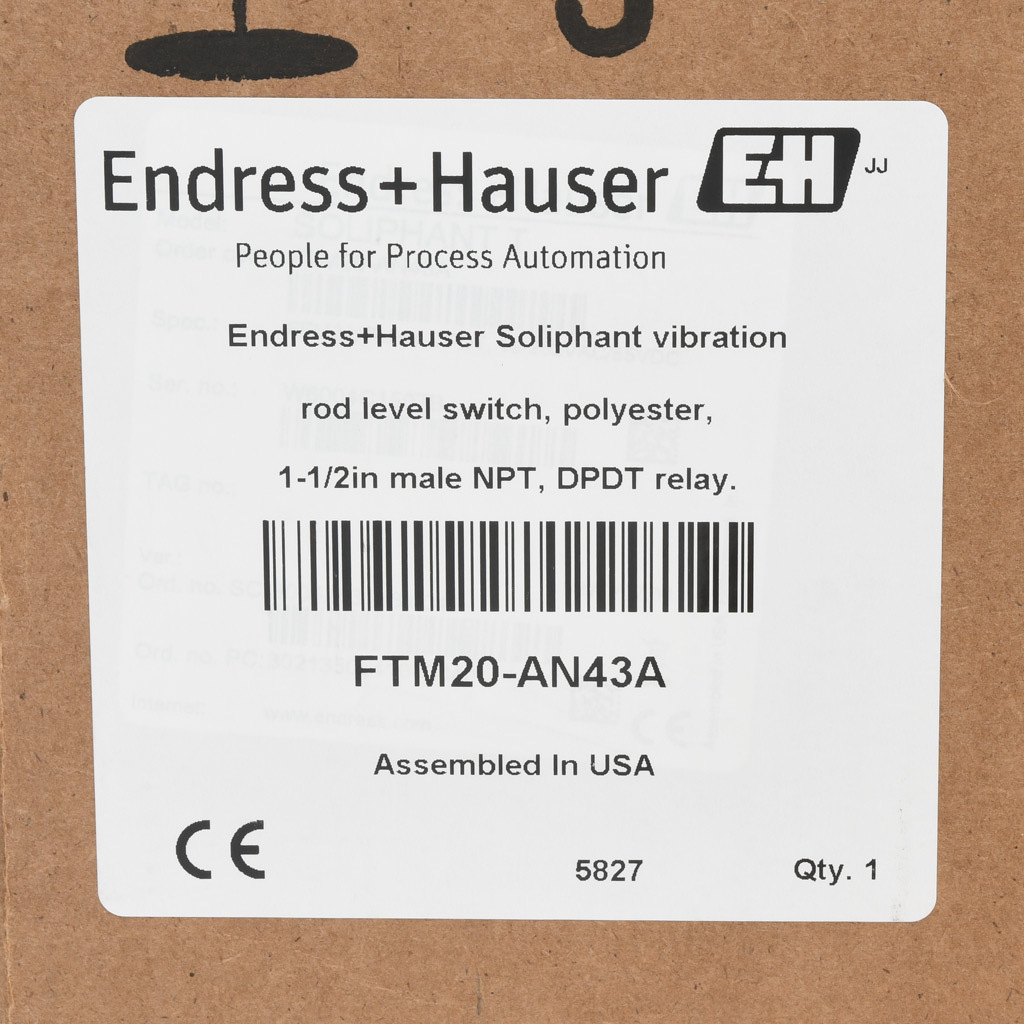 Endress+Hauser EH JJ
People for Process Automation
Endress+Hauser Soliphant vibration
rod level switch, polyester,
1-1/2in male NPT, DPDT relay.
FTM20-AN43A
Assembled In USA
CE 5827 Qty. 1